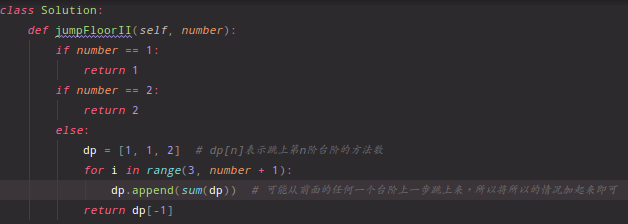 class Solution:
    def jumpFloorII(self, number):
        if number == 1:
            return 1
        if number == 2:
            return 2
        else:
            dp = [1, 1, 2]  # dp[n]表示跳上第n阶台阶的方法数
            for i in range(3, number + 1):
                dp.append(sum(dp))  # 可能从前面的任何一个台阶上一步跳上来，所以将所以的情况加起来即可
            return dp[-1]